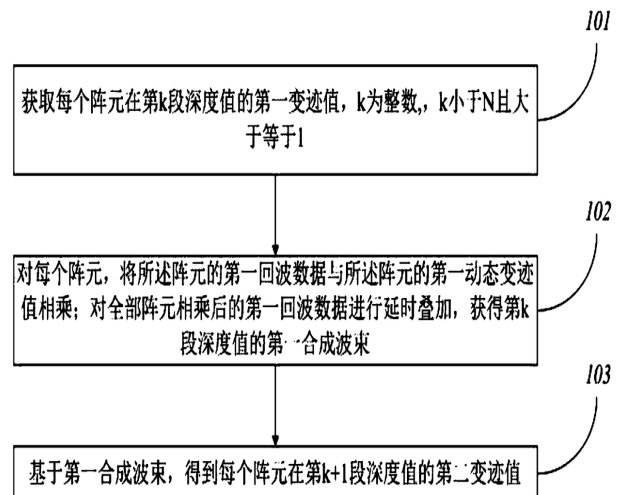 101
获取每个阵元在第k段深度值的第一变迹值，k为整数,，k小于N且大
于等于1
102
对每个阵元，将所述阵元的第一回波数据与所述阵元的第一动态变迹
值相乘；对全部阵元相乘后的第一回波数据进行延时叠加，获得第k
段深度值的第一合成波束
103
基于第一合成波束，得到每个阵元在第k+1段深度值的第二变迹值